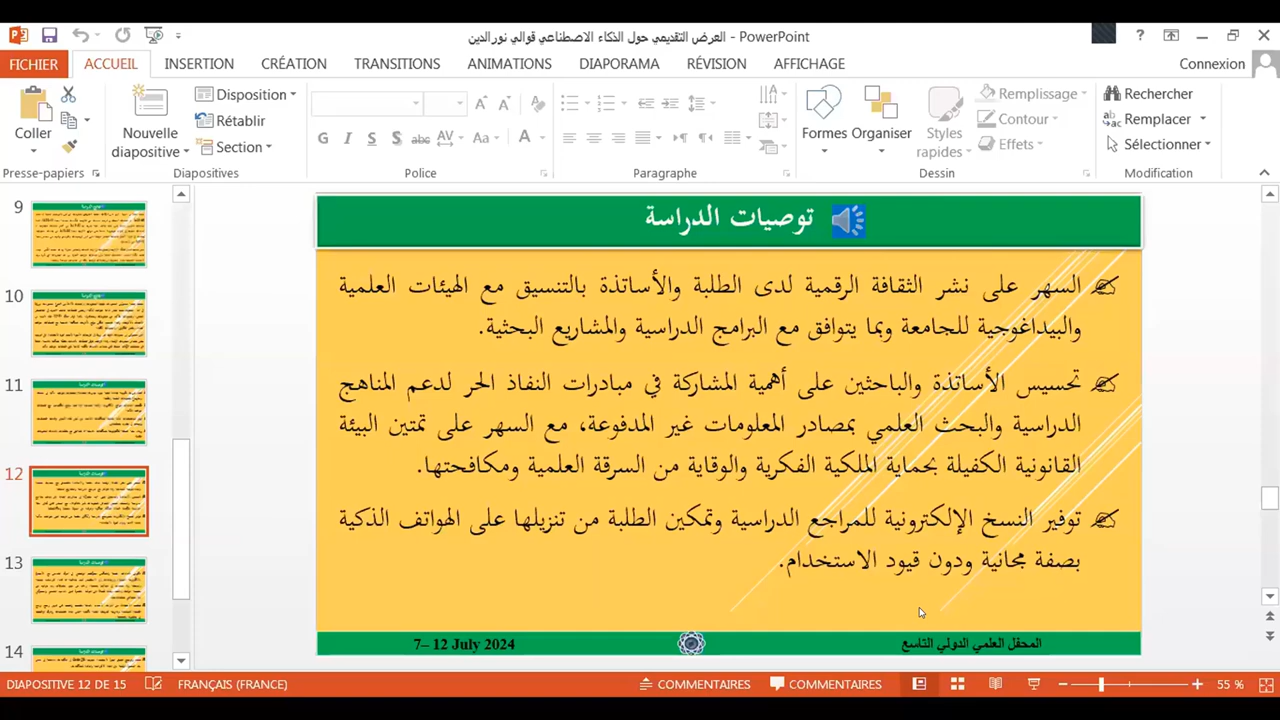 العرض التقديمي حول الذكاء الاصطناعي قوالي نورالدين - PowerPoint
FICHIER ACCUEIL INSERTION CRÉATION TRANSITIONS ANIMATIONS DIAPORAMA RÉVISION AFFICHAGE Connexion
Coller
Nouvelle diapositive
Disposition
Rétablir
Section
Formes
Organiser
Styles rapides
Remplissage
Contour
Effets
Rechercher
Remplacer
Sélectionner
Presse-papiers Diapositives Police Paragraphe Dessin Modification
9
10
11
12
13
14
توصيات الدراسة
السهر على نشر الثقافة الرقمية لدى الطلبة والأساتذة بالتنسيق مع الهيئات العلمية
والبيداغوجية للجامعة وبما يتوافق مع البرامج الدراسية والمشاريع البحثية.
تحسيس الأساتذة والباحثين على أهمية المشاركة في مبادرات النفاذ الحر لدعم المناهج
الدراسية والبحث العلمي بمصادر المعلومات غير المدفوعة، مع السهر على تمتين البيئة
القانونية الكفيلة بحماية الملكية الفكرية والوقاية من السرقة العلمية ومكافحتها.
توفير النسخ الإلكترونية للمراجع الدراسية وتمكين الطلبة من تنزيلها على الهواتف الذكية
بصفة مجانية ودون قيود الاستخدام.
المحفل العلمي الدولي التاسع
7– 12 July 2024
DIAPOSITIVE 12 DE 15 FRANÇAIS (FRANCE) COMMENTAIRES COMMENTAIRES 55 %